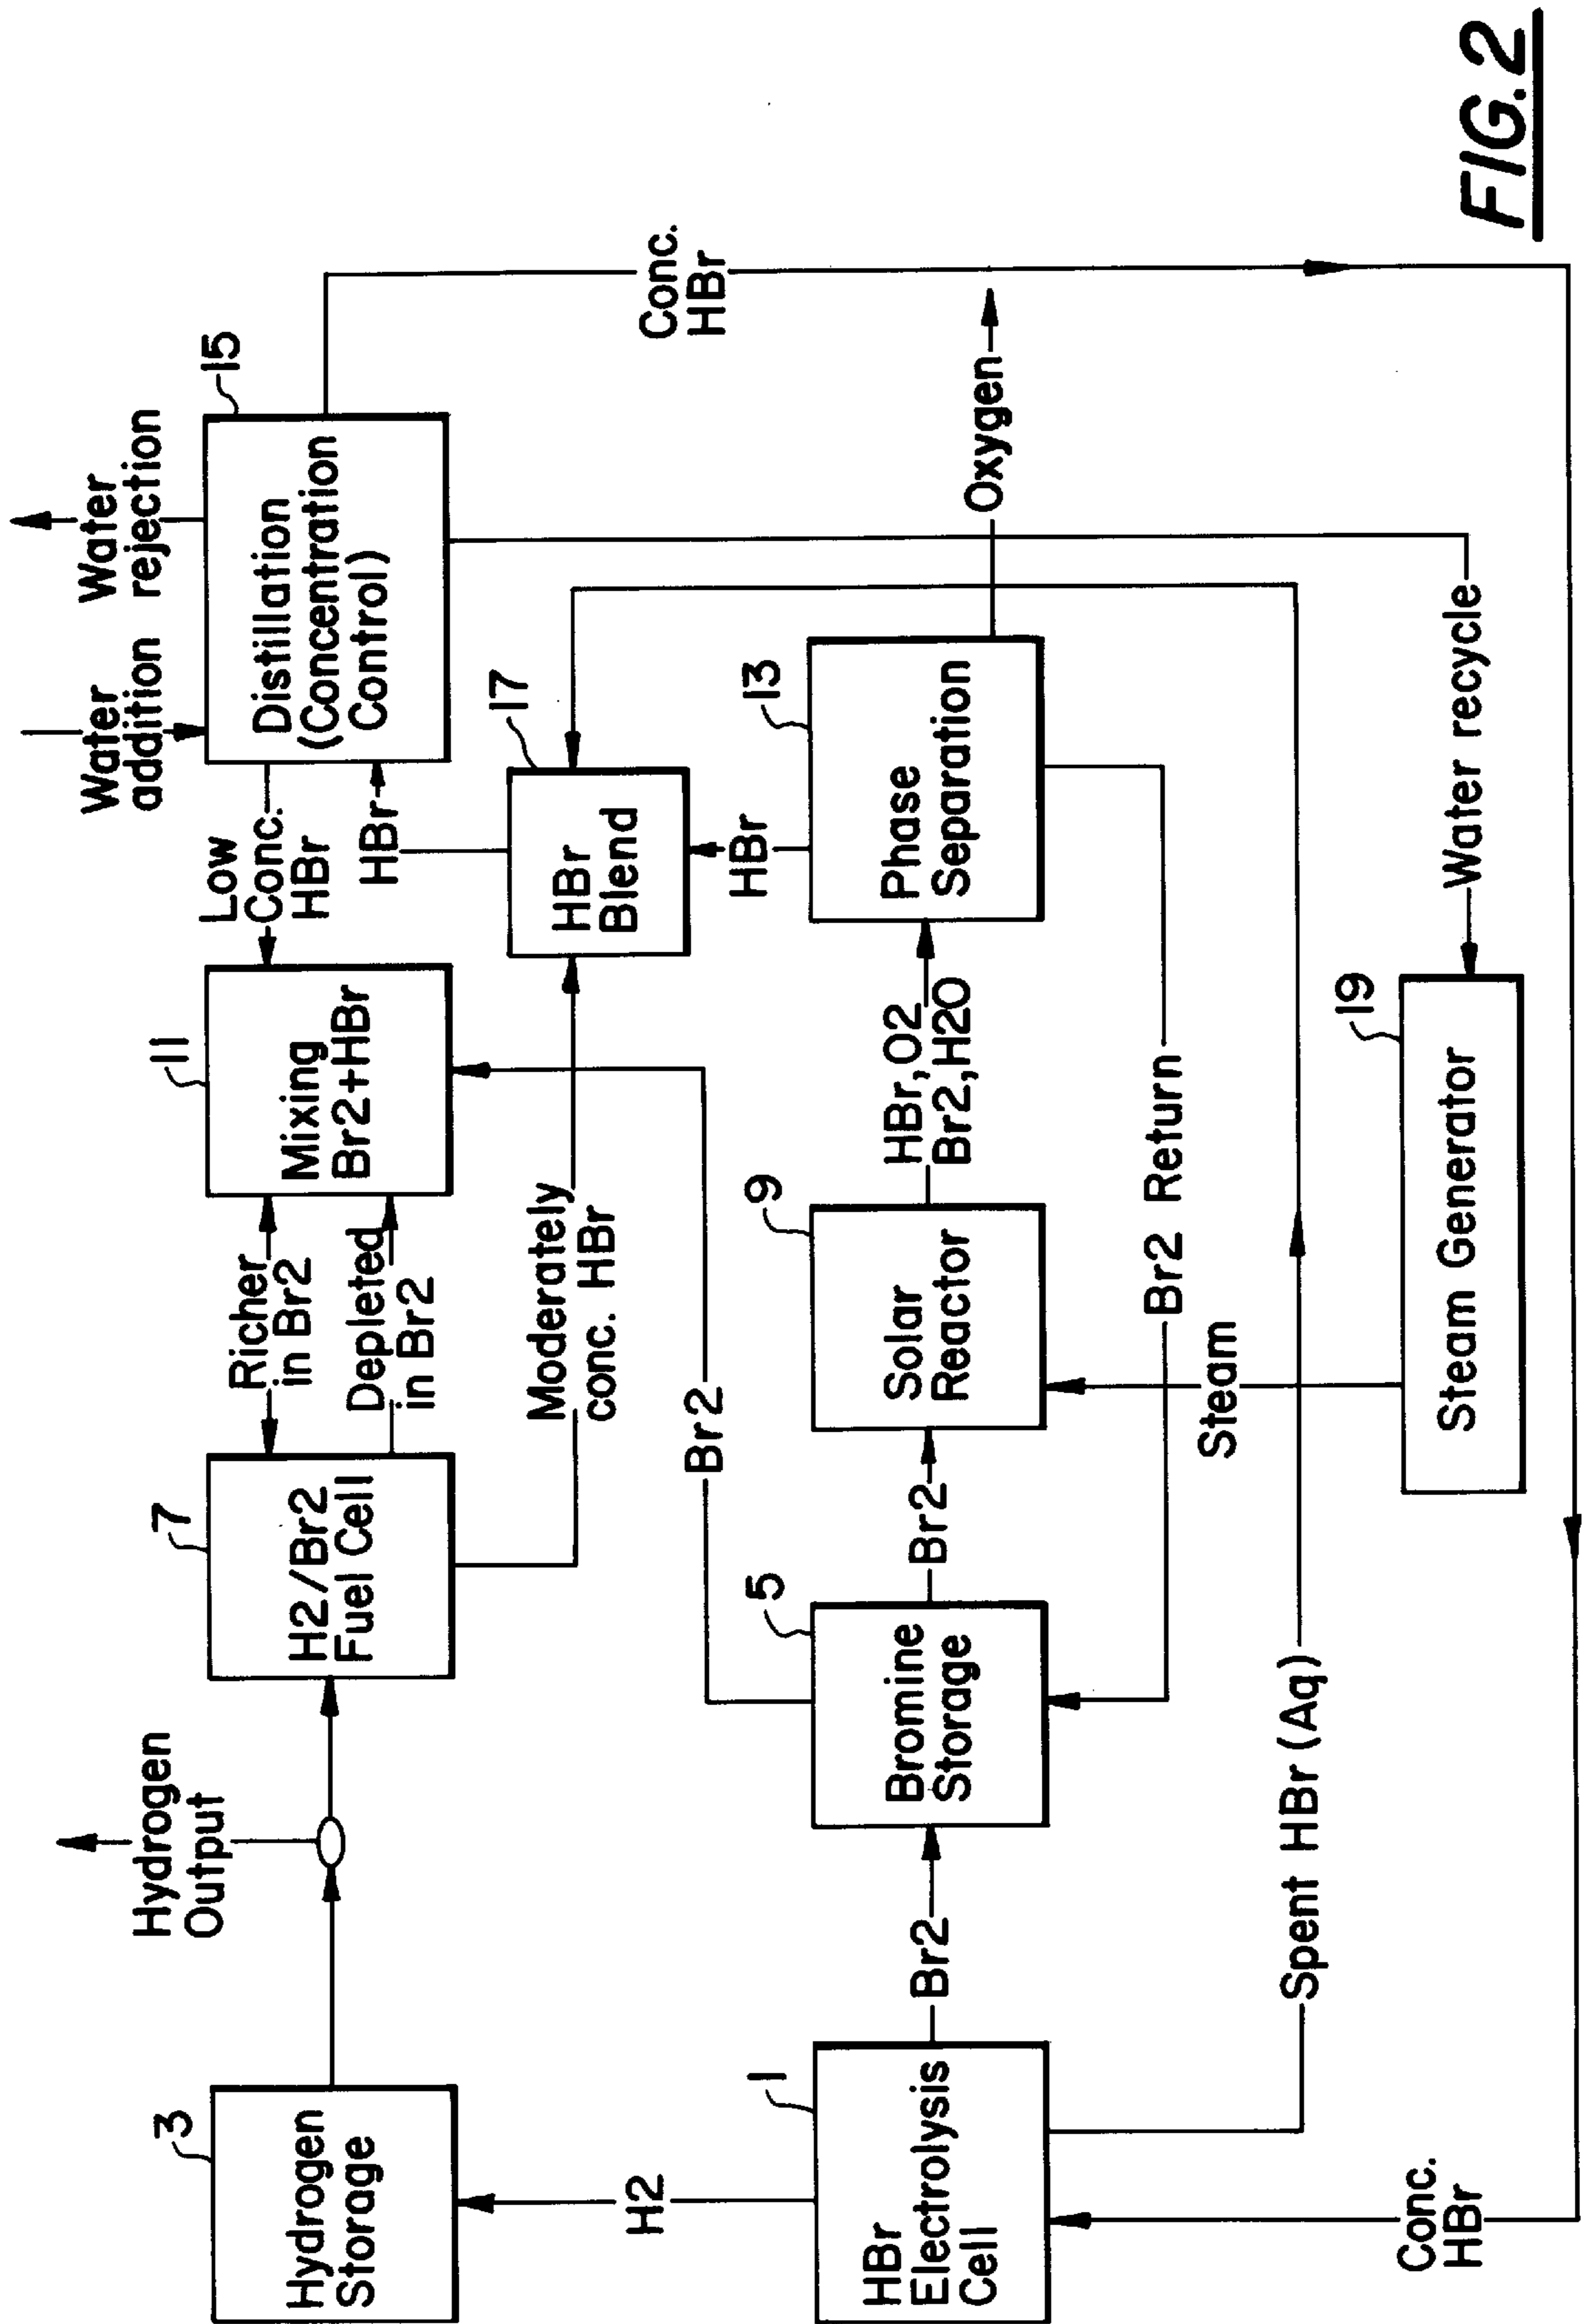 Hydrogen
Output
Water
addition
Water
rejection
3
Hydrogen
Storage
7
H2/Br2
Fuel Cell
Richer
in Br2
Depleted
in Br2
11
Mixing
Br2+HBr
Low
Conc.
HBr
HBr
15
Distillation
(Concentration
Control)
H2
Moderately
conc. HBr
17
HBr
Blend
Br2
HBr
Conc.
HBr
1
HBr
Electrolysis
Cell
Br2
5
Bromine
Storage
Br2
9
Solar
Reactor
HBr,O2
Br2,H2O
13
Phase
Separation
Oxygen
Br2 Return
Steam
Spent HBr (Aq)
19
Steam Generator
Water recycle
Conc.
HBr
FIG.2